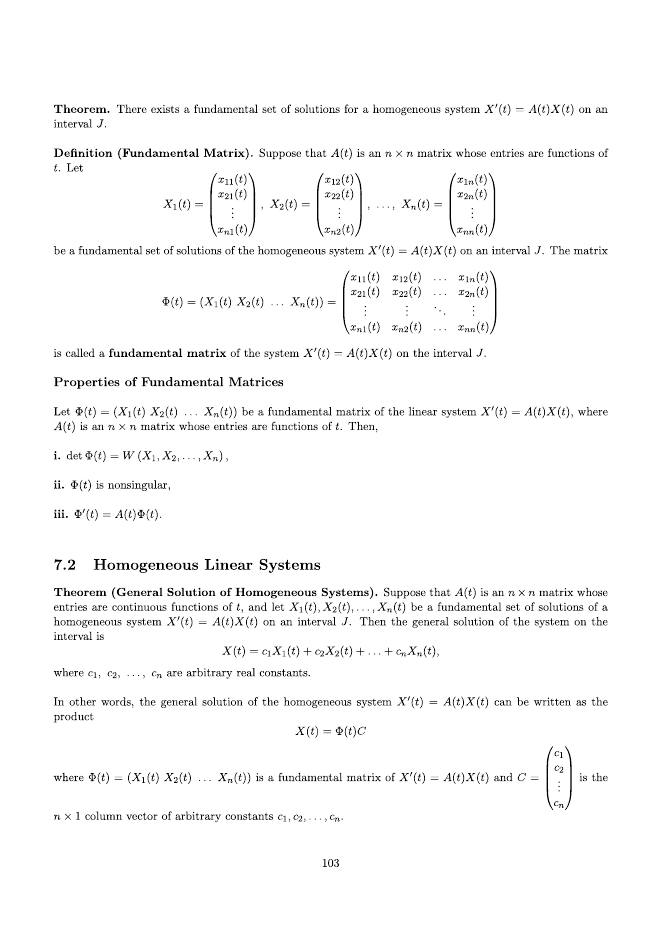 Theorem. There exists a fundamental set of solutions for a homogeneous system X′(t) = A(t)X(t) on an
interval J.
Definition (Fundamental Matrix). Suppose that A(t) is an n × n matrix whose entries are functions of
t. Let
X₁(t) = (x₁₁(t) x₂₁(t) ⋮ xₙ₁(t)), X₂(t) = (x₁₂(t) x₂₂(t) ⋮ xₙ₂(t)), ..., Xₙ(t) = (x₁ₙ(t) x₂ₙ(t) ⋮ xₙₙ(t))
be a fundamental set of solutions of the homogeneous system X′(t) = A(t)X(t) on an interval J. The matrix
Φ(t) = (X₁(t) X₂(t) ... Xₙ(t)) = 
x₁₁(t) x₁₂(t) ... x₁ₙ(t)
x₂₁(t) x₂₂(t) ... x₂ₙ(t)
⋮ ⋮ ⋱ ⋮
xₙ₁(t) xₙ₂(t) ... xₙₙ(t)
is called a fundamental matrix of the system X′(t) = A(t)X(t) on the interval J.
Properties of Fundamental Matrices
Let Φ(t) = (X₁(t) X₂(t) ... Xₙ(t)) be a fundamental matrix of the linear system X′(t) = A(t)X(t), where
A(t) is an n × n matrix whose entries are functions of t. Then,
i. det Φ(t) = W (X₁, X₂, ..., Xₙ),
ii. Φ(t) is nonsingular,
iii. Φ′(t) = A(t)Φ(t).
7.2 Homogeneous Linear Systems
Theorem (General Solution of Homogeneous Systems). Suppose that A(t) is an n × n matrix whose
entries are continuous functions of t, and let X₁(t), X₂(t), ..., Xₙ(t) be a fundamental set of solutions of a
homogeneous system X′(t) = A(t)X(t) on an interval J. Then the general solution of the system on the
interval is
X(t) = c₁X₁(t) + c₂X₂(t) + ... + cₙXₙ(t),
where c₁, c₂, ..., cₙ are arbitrary real constants.
In other words, the general solution of the homogeneous system X′(t) = A(t)X(t) can be written as the
product
X(t) = Φ(t)C
where Φ(t) = (X₁(t) X₂(t) ... Xₙ(t)) is a fundamental matrix of X′(t) = A(t)X(t) and C = (c₁ c₂ ⋮ cₙ) is the
n × 1 column vector of arbitrary constants c₁, c₂, ..., cₙ.
103